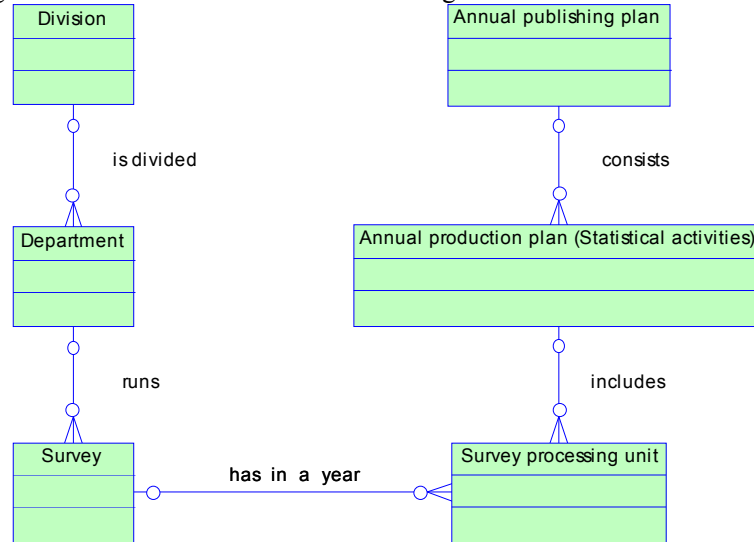 Division
Annual publishing plan
is divided
consists
Department
Annual production plan (Statistical activities)
runs
includes
Survey
has in a year
Survey processing unit